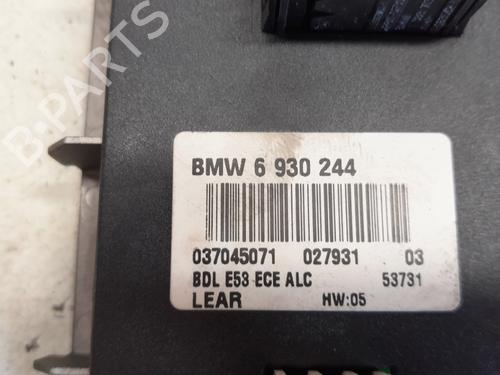 B-PARTS
BMW 6 930 244
037045071 027931 03
BDL E53 ECE ALC 53731
LEAR HW:05